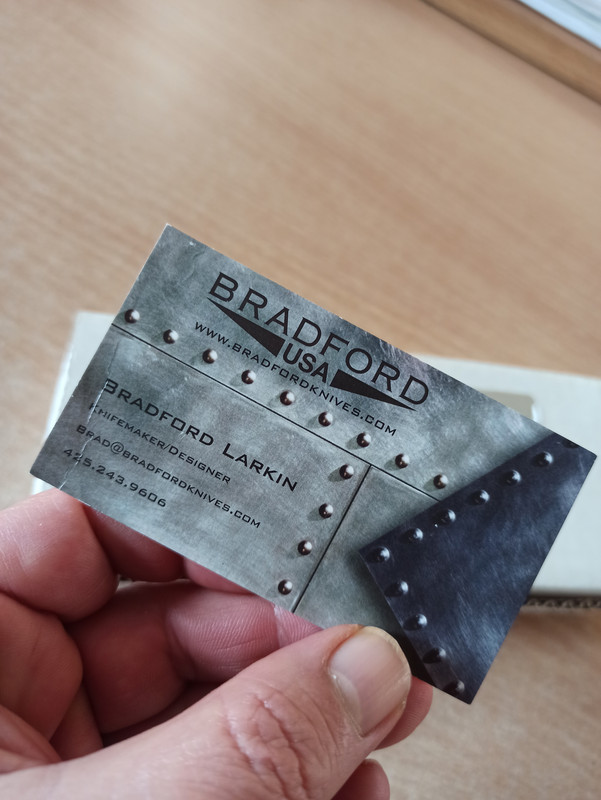 BRADFORD
USA
WWW.BRADFORDKNIVES.COM
BRADFORD LARKIN
KNIFEMAKER/DESIGNER
BRAD@BRADFORDKNIVES.COM
425.243.9606